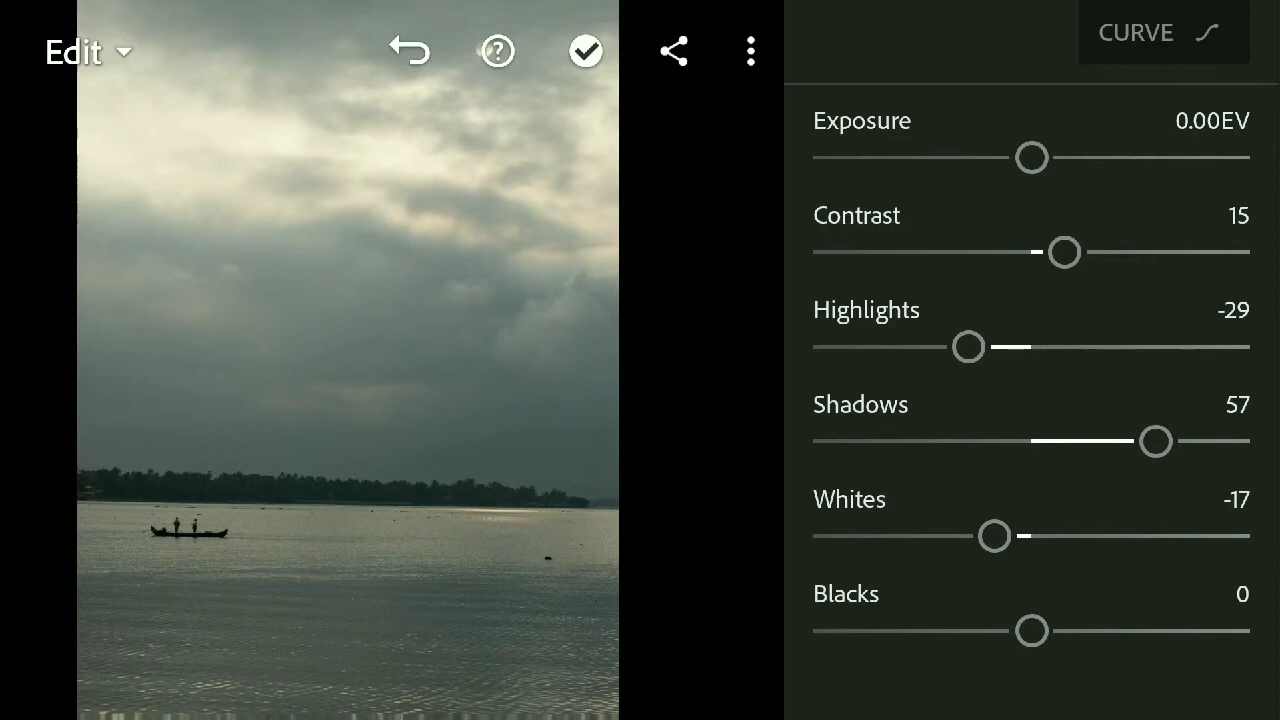 Edit
CURVE
Exposure 0.00EV
Contrast 15
Highlights -29
Shadows 57
Whites -17
Blacks 0